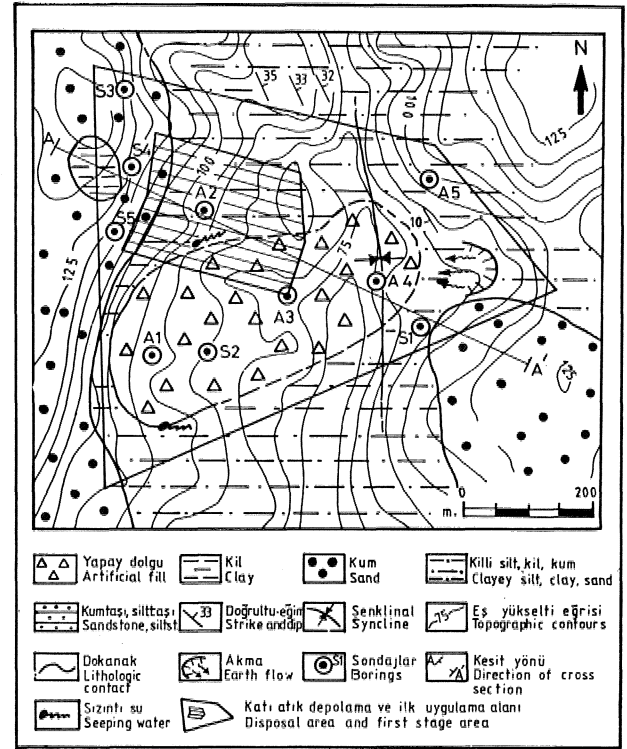 N
35 33 32
S3
100
125
A
S4
100
A2
A5
S5
10
75
125
A4
A3
S1
A1
S2
A'
125
0 200
m.
Yapay dolgu
Artificial fill
Kil
Clay
Kum
Sand
Killi silt, kil, kum
Clayey silt, clay, sand
Kumtaşı, silttaşı
Sandstone, siltst.
33
Doğrultu-eğim
Strike and dip
Senklinal
Syncline
75
Eş yükselti eğrisi
Topographic contours
Dokanak
Lithologic
contact
Akma
Earth flow
S1
Sondajlar
Borings
A
A'
Kesit yönü
Direction of cross
section
Sızıntı su
Seeping water
Katı atık depolama ve ilk uygulama alanı
Disposal area and first stage area